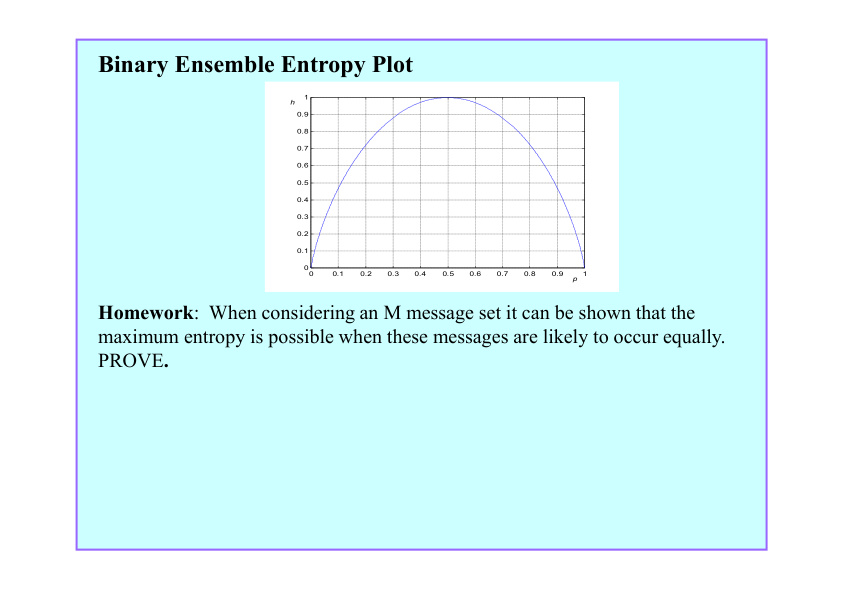 Binary Ensemble Entropy Plot
h
1
0.9
0.8
0.7
0.6
0.5
0.4
0.3
0.2
0.1
0
0 0.1 0.2 0.3 0.4 0.5 0.6 0.7 0.8 0.9 1
p
Homework:  When considering an M message set it can be shown that the
maximum entropy is possible when these messages are likely to occur equally.
PROVE.